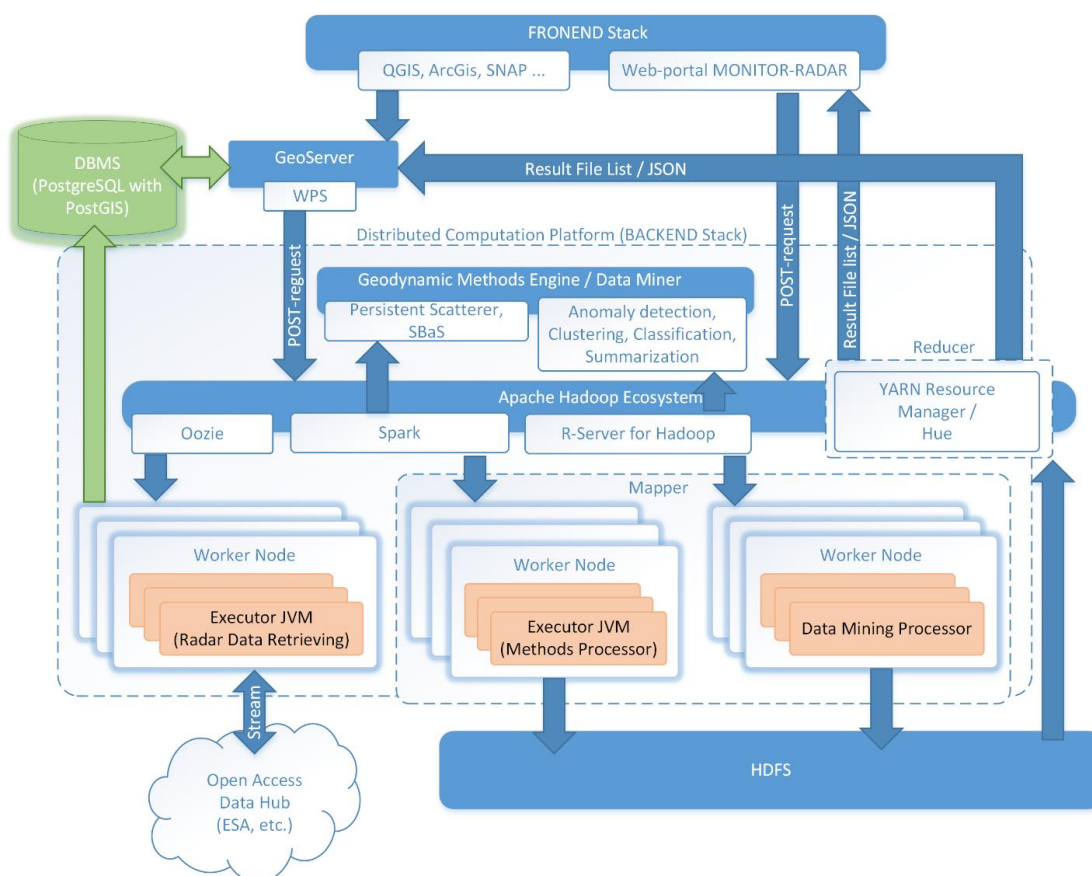 FRONEND Stack
QGIS, ArcGis, SNAP ...
Web-portal MONITOR-RADAR
DBMS
(PostgreSQL with
PostGIS)
GeoServer
WPS
Result File List / JSON
Distributed Computation Platform (BACKEND Stack)
POST-reguest
POST-request
Result File list / JSON
Geodynamic Methods Engine / Data Miner
Persistent Scatterer,
SBaS
Anomaly detection,
Clustering, Classification,
Summarization
Reducer
YARN Resource
Manager /
Hue
Apache Hadoop Ecosystem
Oozie
Spark
R-Server for Hadoop
Mapper
Worker Node
Executor JVM
(Radar Data Retrieving)
Worker Node
Executor JVM
(Methods Processor)
Worker Node
Data Mining Processor
Stream
Open Access
Data Hub
(ESA, etc.)
HDFS